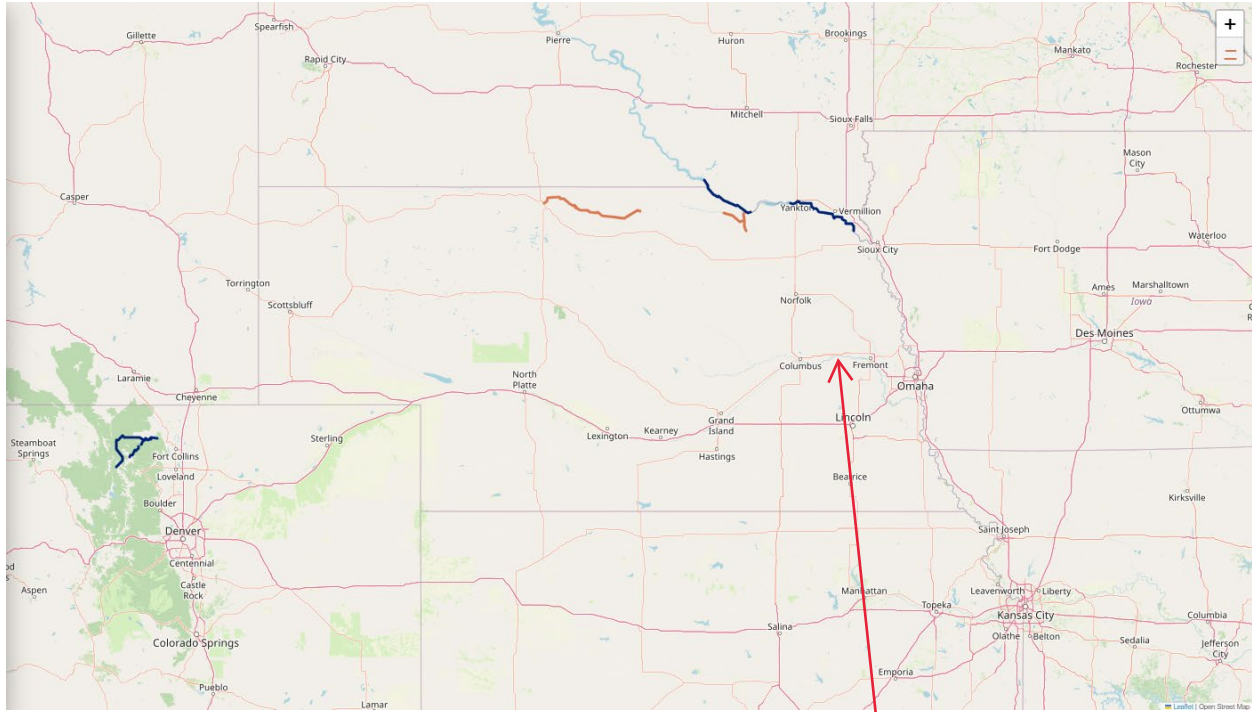 Spearfish
Gillette
Pierre
Huron
Brookings
+
Mankato
Rapid City
Rochester
Mitchell
Sioux Falls
Mason
City
Casper
Yankton
Vermillion
Waterloo
Sioux City
Fort Dodge
Torrington
Scottsbluff
Norfolk
Ames
Marshalltown
Iowa
Des Moines
Laramie
Cheyenne
North
Platte
Columbus
Fremont
Omaha
Ottumwa
Steamboat
Springs
Fort Collins
Loveland
Sterling
Lexington
Kearney
Grand
Island
Hastings
Lincoln
Boulder
Beatrice
Kirksville
Denver
Centennial
Saint Joseph
Aspen
Castle
Rock
Manhattan
Leavenworth
Liberty
Topeka
Kansas City
Columbia
Colorado Springs
Salina
Olathe
Belton
Sedalia
Jefferson
City
Emporia
Pueblo
Lamar
Leaflet | Open Street Map